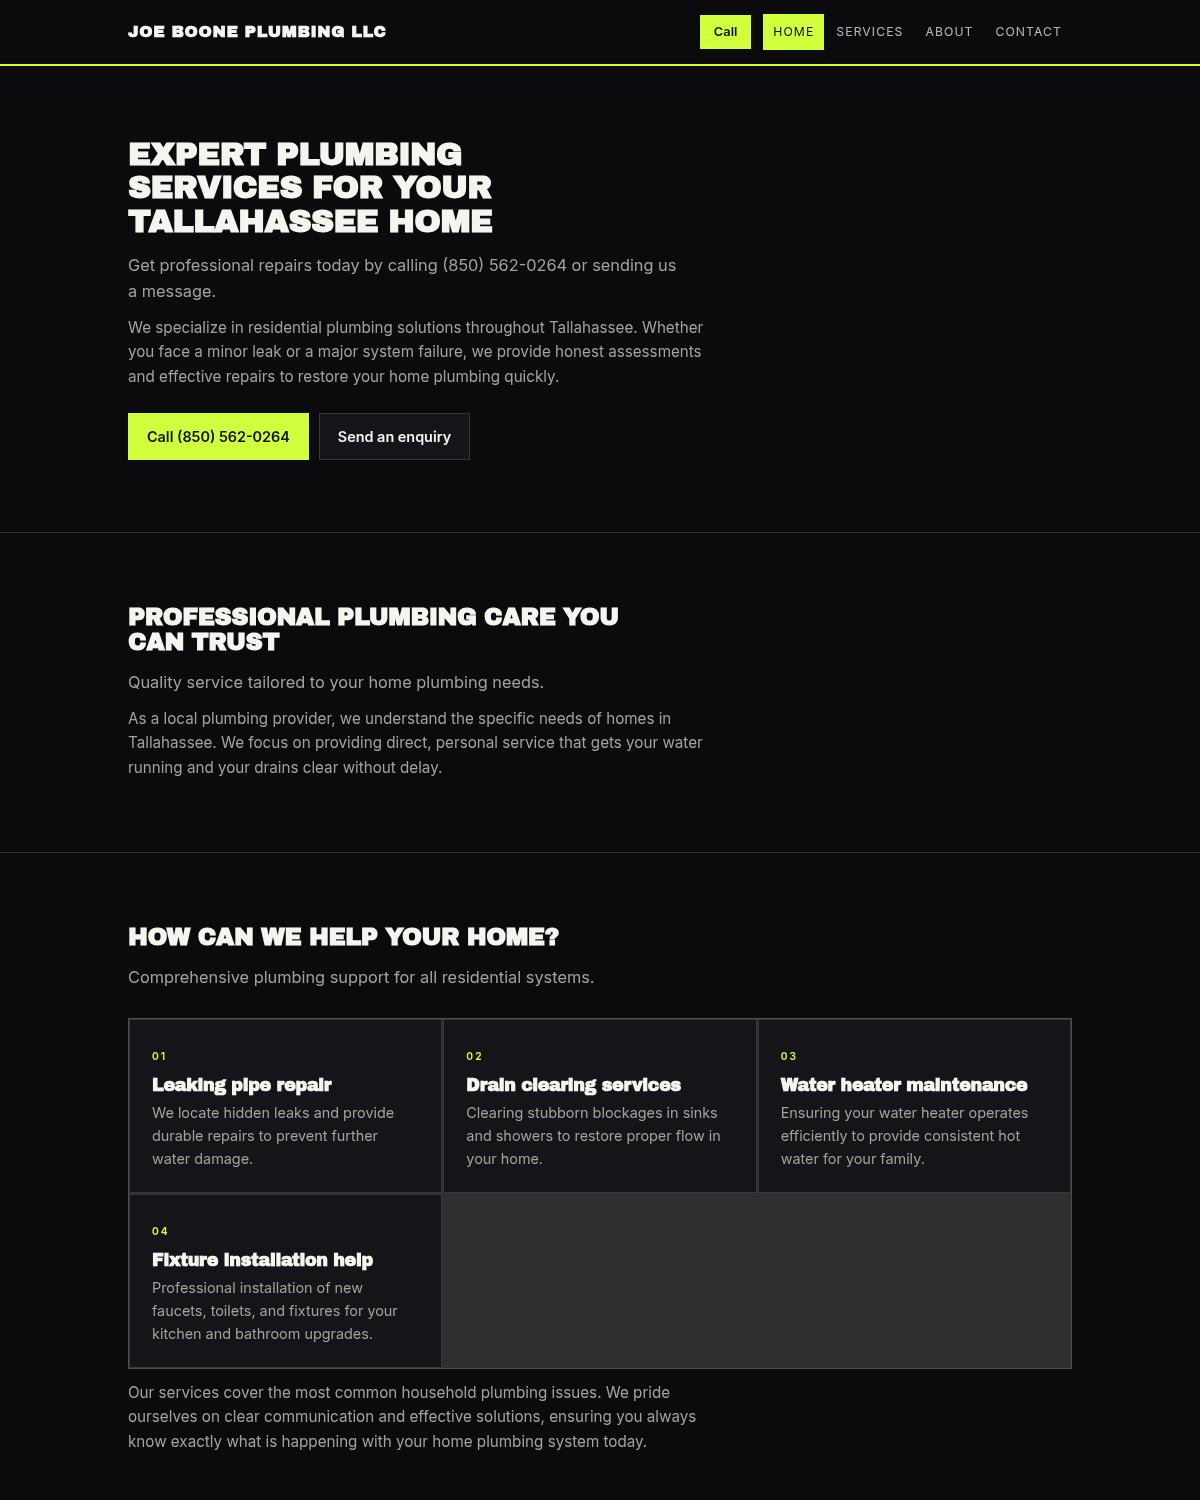 JOE BOONE PLUMBING LLC
Call
HOME
SERVICES
ABOUT
CONTACT
EXPERT PLUMBING
SERVICES FOR YOUR
TALLAHASSEE HOME
Get professional repairs today by calling (850) 562-0264 or sending us
a message.
We specialize in residential plumbing solutions throughout Tallahassee. Whether
you face a minor leak or a major system failure, we provide honest assessments
and effective repairs to restore your home plumbing quickly.
Call (850) 562-0264
Send an enquiry
PROFESSIONAL PLUMBING CARE YOU
CAN TRUST
Quality service tailored to your home plumbing needs.
As a local plumbing provider, we understand the specific needs of homes in
Tallahassee. We focus on providing direct, personal service that gets your water
running and your drains clear without delay.
HOW CAN WE HELP YOUR HOME?
Comprehensive plumbing support for all residential systems.
01
Leaking pipe repair
We locate hidden leaks and provide
durable repairs to prevent further
water damage.
02
Drain clearing services
Clearing stubborn blockages in sinks
and showers to restore proper flow in
your home.
03
Water heater maintenance
Ensuring your water heater operates
efficiently to provide consistent hot
water for your family.
04
Fixture installation help
Professional installation of new
faucets, toilets, and fixtures for your
kitchen and bathroom upgrades.
Our services cover the most common household plumbing issues. We pride
ourselves on clear communication and effective solutions, ensuring you always
know exactly what is happening with your home plumbing system today.